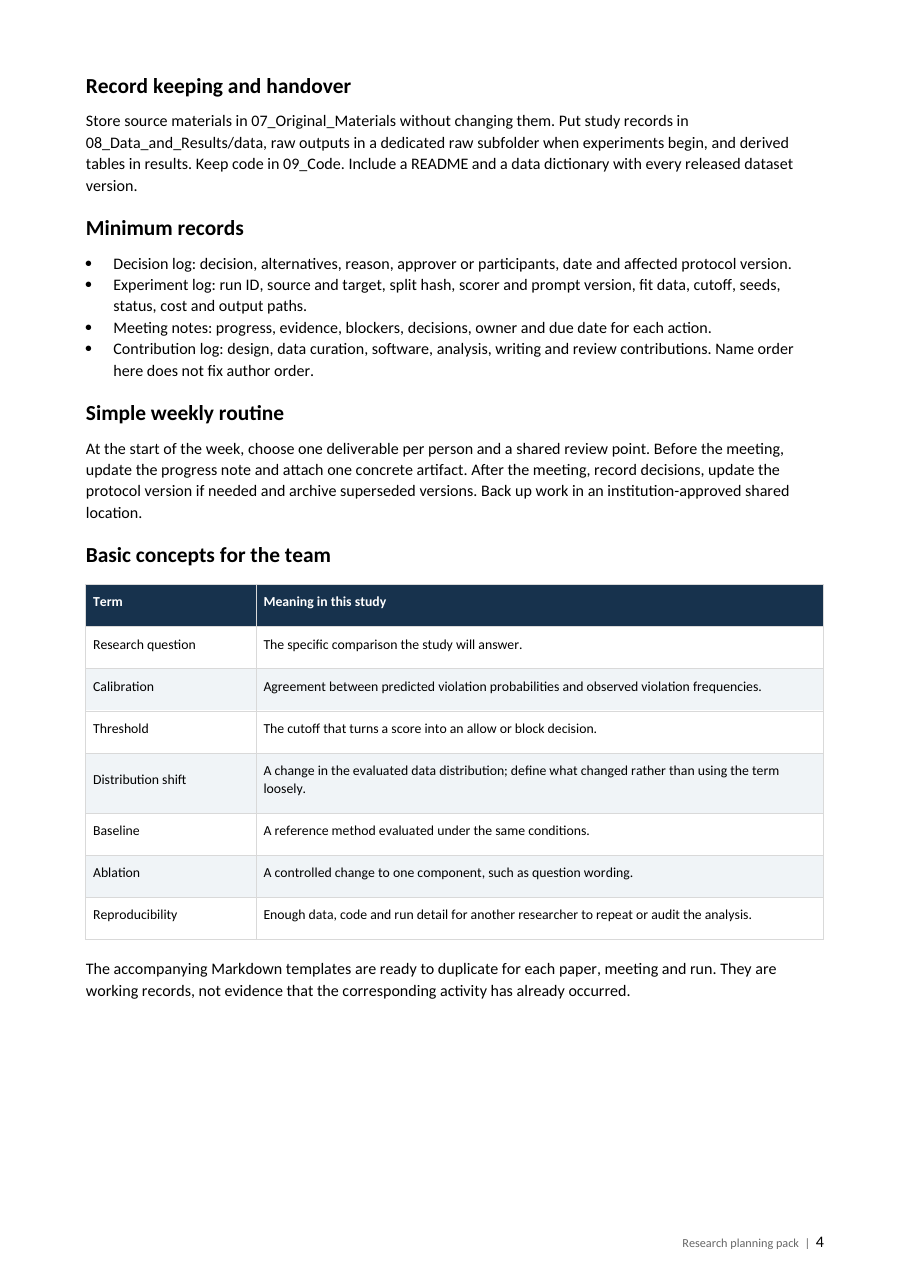 Record keeping and handover
Store source materials in 07_Original_Materials without changing them. Put study records in
08_Data_and_Results/data, raw outputs in a dedicated raw subfolder when experiments begin, and derived
tables in results. Keep code in 09_Code. Include a README and a data dictionary with every released dataset
version.
Minimum records
• Decision log: decision, alternatives, reason, approver or participants, date and affected protocol version.
• Experiment log: run ID, source and target, split hash, scorer and prompt version, fit data, cutoff, seeds,
status, cost and output paths.
• Meeting notes: progress, evidence, blockers, decisions, owner and due date for each action.
• Contribution log: design, data curation, software, analysis, writing and review contributions. Name order
here does not fix author order.
Simple weekly routine
At the start of the week, choose one deliverable per person and a shared review point. Before the meeting,
update the progress note and attach one concrete artifact. After the meeting, record decisions, update the
protocol version if needed and archive superseded versions. Back up work in an institution-approved shared
location.
Basic concepts for the team
Term Meaning in this study
Research question The specific comparison the study will answer.
Calibration Agreement between predicted violation probabilities and observed violation frequencies.
Threshold The cutoff that turns a score into an allow or block decision.
Distribution shift A change in the evaluated data distribution; define what changed rather than using the term
loosely.
Baseline A reference method evaluated under the same conditions.
Ablation A controlled change to one component, such as question wording.
Reproducibility Enough data, code and run detail for another researcher to repeat or audit the analysis.
The accompanying Markdown templates are ready to duplicate for each paper, meeting and run. They are
working records, not evidence that the corresponding activity has already occurred.
Research planning pack | 4